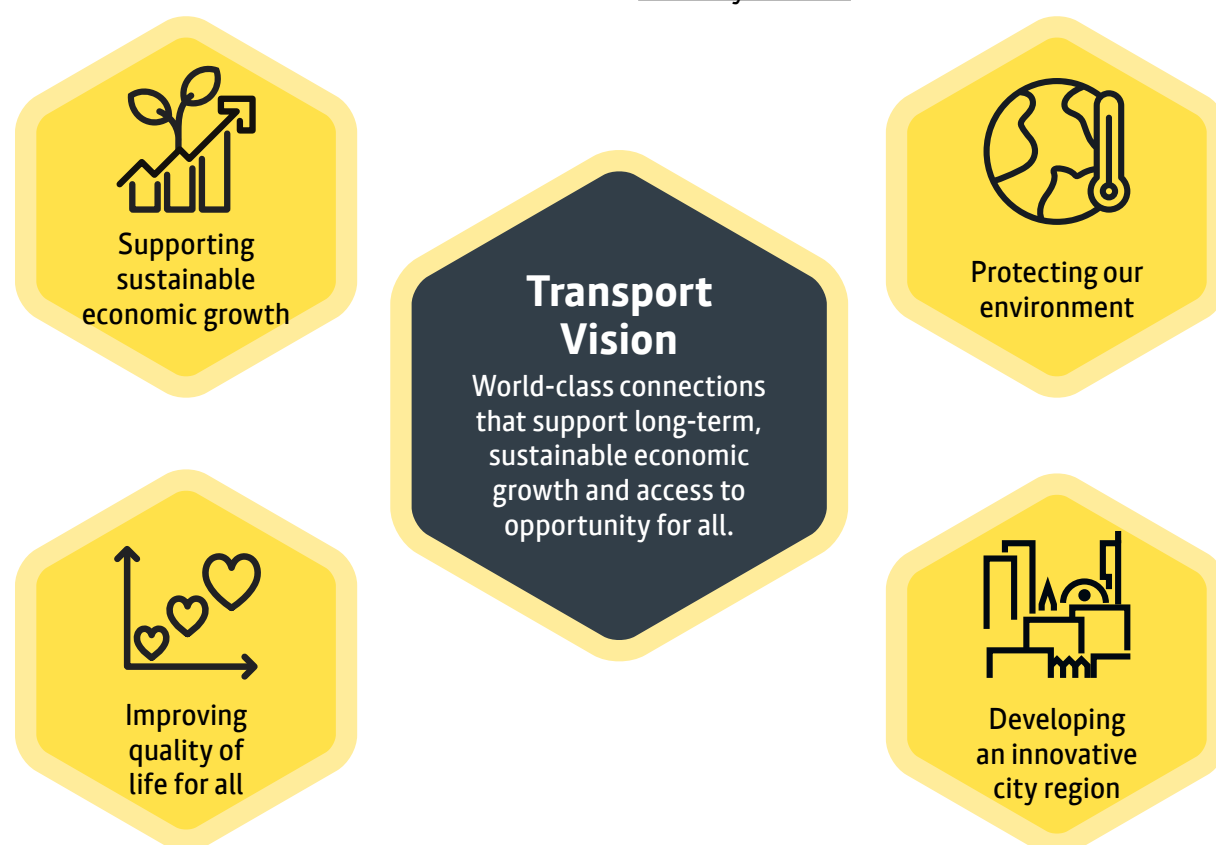 Supporting
sustainable
economic growth
Protecting our
environment
Transport
Vision
World-class connections
that support long-term,
sustainable economic
growth and access to
opportunity for all.
Improving
quality of
life for all
Developing
an innovative
city region